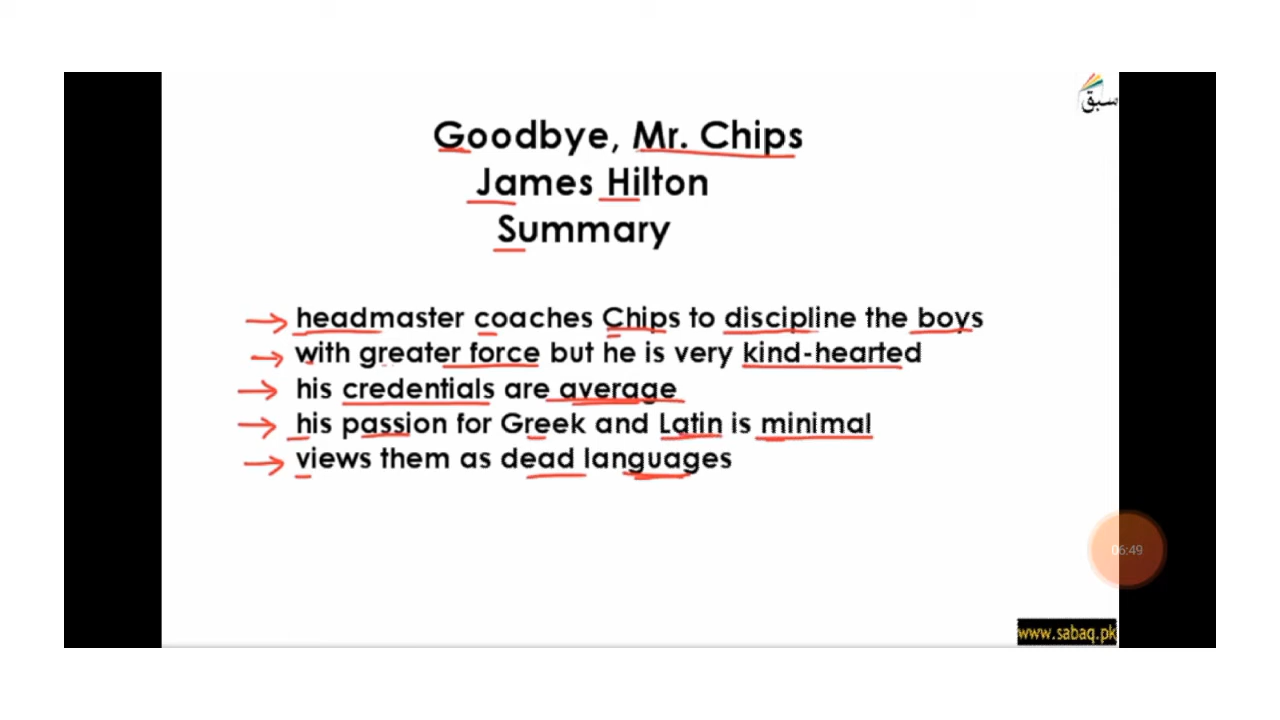 سبق
Goodbye, Mr. Chips
James Hilton
Summary
headmaster coaches Chips to discipline the boys
with greater force but he is very kind-hearted
his credentials are average
his passion for Greek and Latin is minimal
views them as dead languages
06:49
www.sabaq.pk